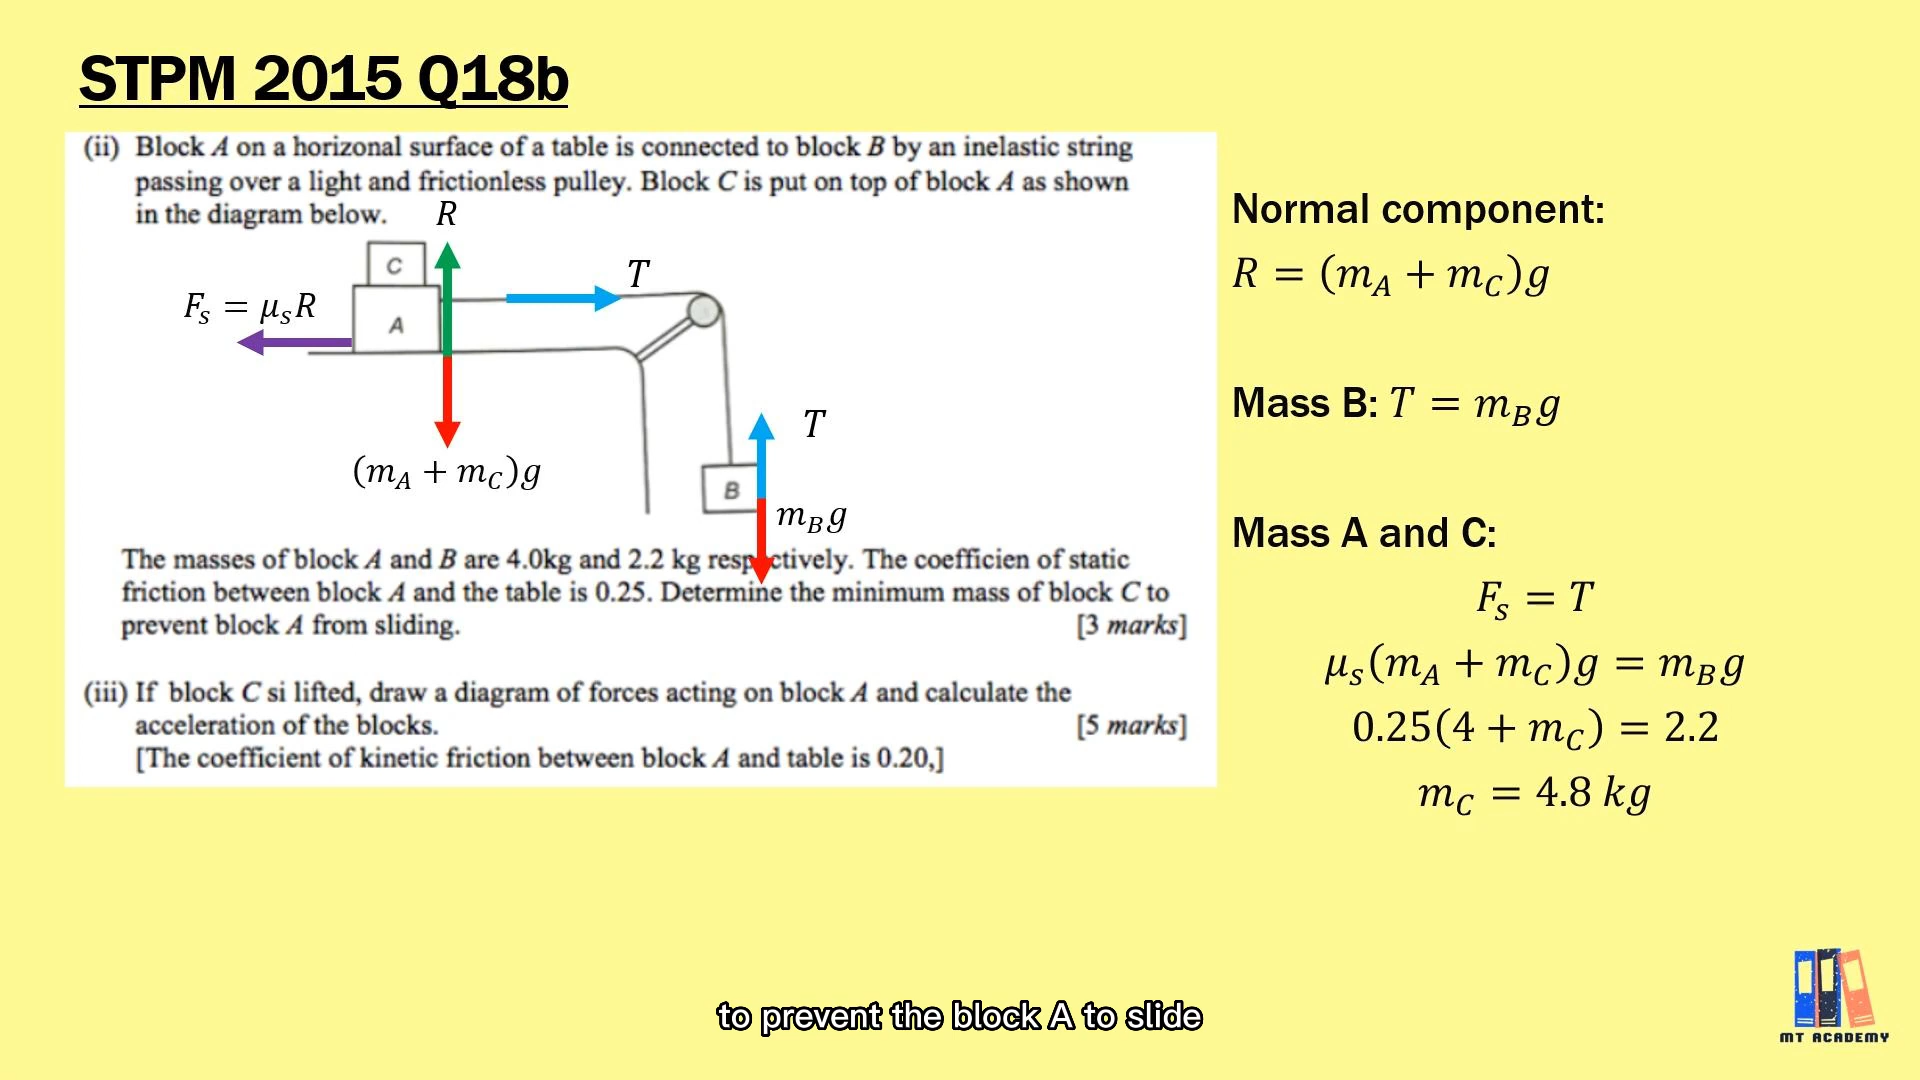 STPM 2015 Q18b
(ii) Block A on a horizonal surface of a table is connected to block B by an inelastic string
passing over a light and frictionless pulley. Block C is put on top of block A as shown
in the diagram below.
R
C
T
Fₛ = μₛR
A
T
(m_A + m_C)g
B
m_B g
The masses of block A and B are 4.0kg and 2.2 kg respectively. The coefficien of static
friction between block A and the table is 0.25. Determine the minimum mass of block C to
prevent block A from sliding. [3 marks]
(iii) If block C si lifted, draw a diagram of forces acting on block A and calculate the
acceleration of the blocks. [5 marks]
[The coefficient of kinetic friction between block A and table is 0.20,]
Normal component:
R = (m_A + m_C)g
Mass B: T = m_B g
Mass A and C:
Fₛ = T
μₛ(m_A + m_C)g = m_B g
0.25(4 + m_C) = 2.2
m_C = 4.8 kg
to prevent the block A to slide
MT ACADEMY